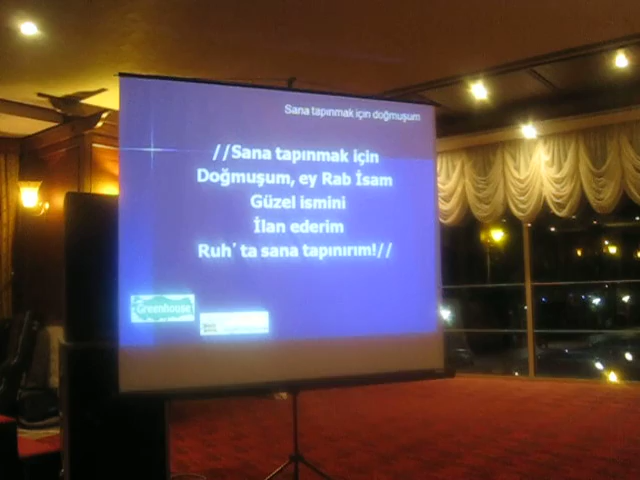 Sana tapınmak için doğmuşum
//Sana tapınmak için
Doğmuşum, ey Rab İsam
Güzel ismini
İlan ederim
Ruh'ta sana tapınırım!//
Greenhouse